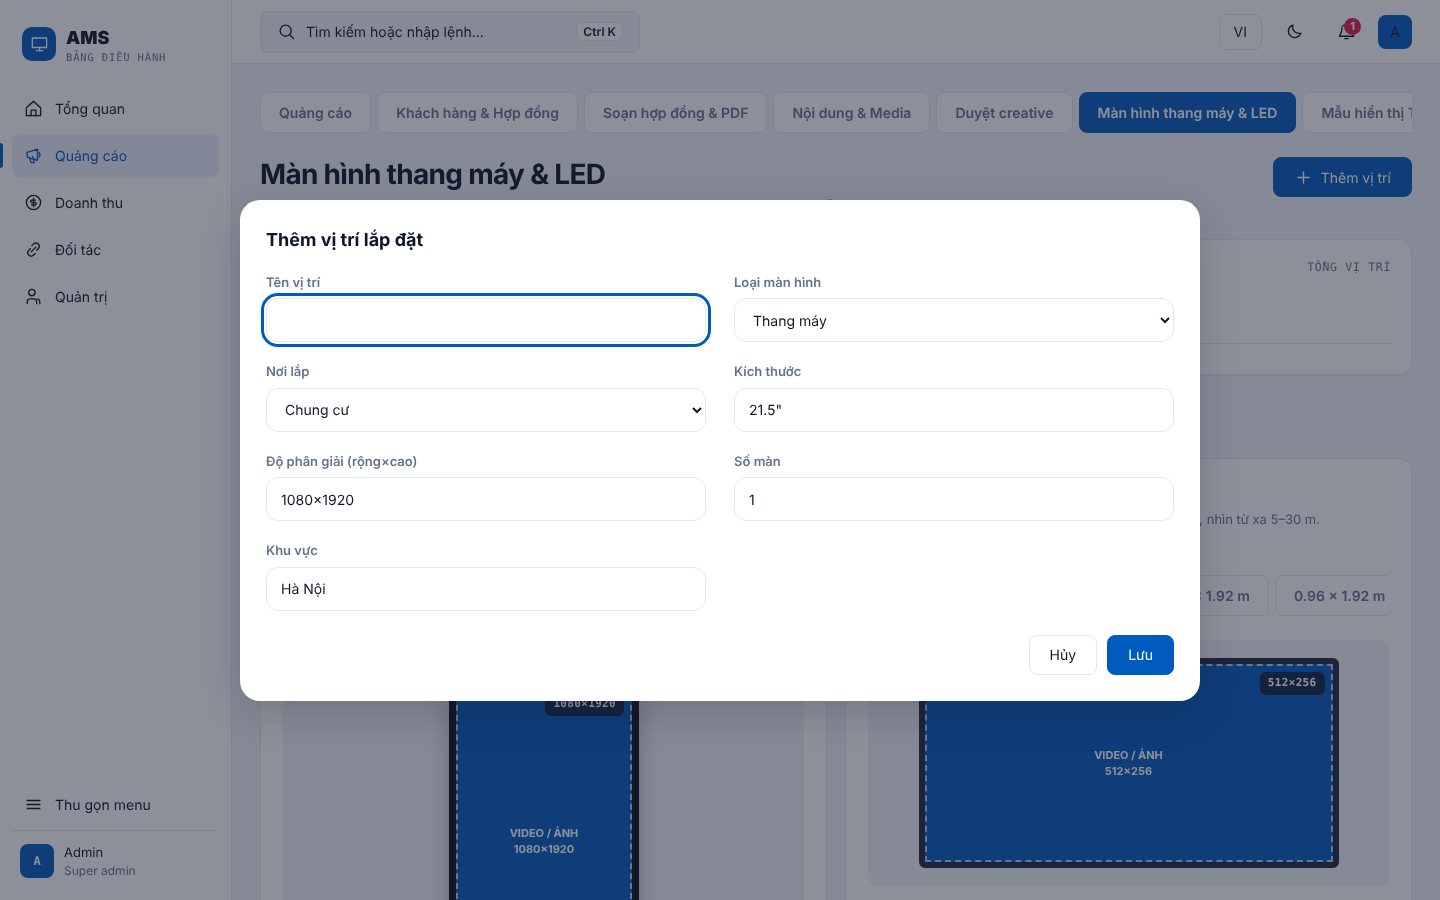 AMS
BẢNG ĐIỀU HÀNH
Tìm kiếm hoặc nhập lệnh...
Ctrl K
VI
1
A
Tổng quan
Quảng cáo
Doanh thu
Đối tác
Quản trị
Quảng cáo
Khách hàng & Hợp đồng
Soạn hợp đồng & PDF
Nội dung & Media
Duyệt creative
Màn hình thang máy & LED
Mẫu hiển thị
Màn hình thang máy & LED
Thêm vị trí
TỔNG VỊ TRÍ
Thêm vị trí lắp đặt
Tên vị trí
Loại màn hình
Thang máy
Nơi lắp
Chung cư
Kích thước
21.5"
Độ phân giải (rộng×cao)
1080×1920
Số màn
1
Khu vực
Hà Nội
Hủy
Lưu
, nhìn từ xa 5–30 m.
1.92 m
0.96 × 1.92 m
1080×1920
VIDEO / ẢNH
1080×1920
512×256
VIDEO / ẢNH
512×256
Thu gọn menu
A
Admin
Super admin